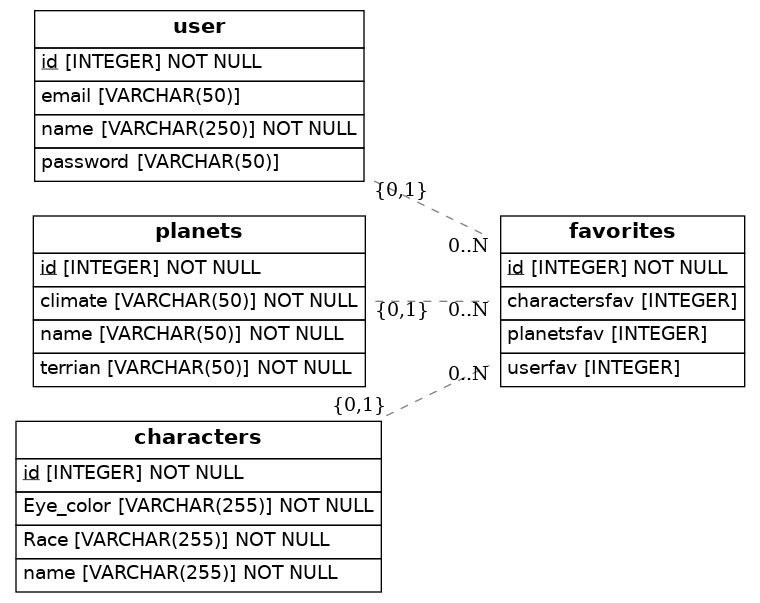 user
id [INTEGER] NOT NULL
email [VARCHAR(50)]
name [VARCHAR(250)] NOT NULL
password [VARCHAR(50)]
{0,1}
0..N
planets
id [INTEGER] NOT NULL
climate [VARCHAR(50)] NOT NULL
name [VARCHAR(50)] NOT NULL
terrian [VARCHAR(50)] NOT NULL
{0,1}
0..N
favorites
id [INTEGER] NOT NULL
charactersfav [INTEGER]
planetsfav [INTEGER]
userfav [INTEGER]
0..N
{0,1}
characters
id [INTEGER] NOT NULL
Eye_color [VARCHAR(255)] NOT NULL
Race [VARCHAR(255)] NOT NULL
name [VARCHAR(255)] NOT NULL